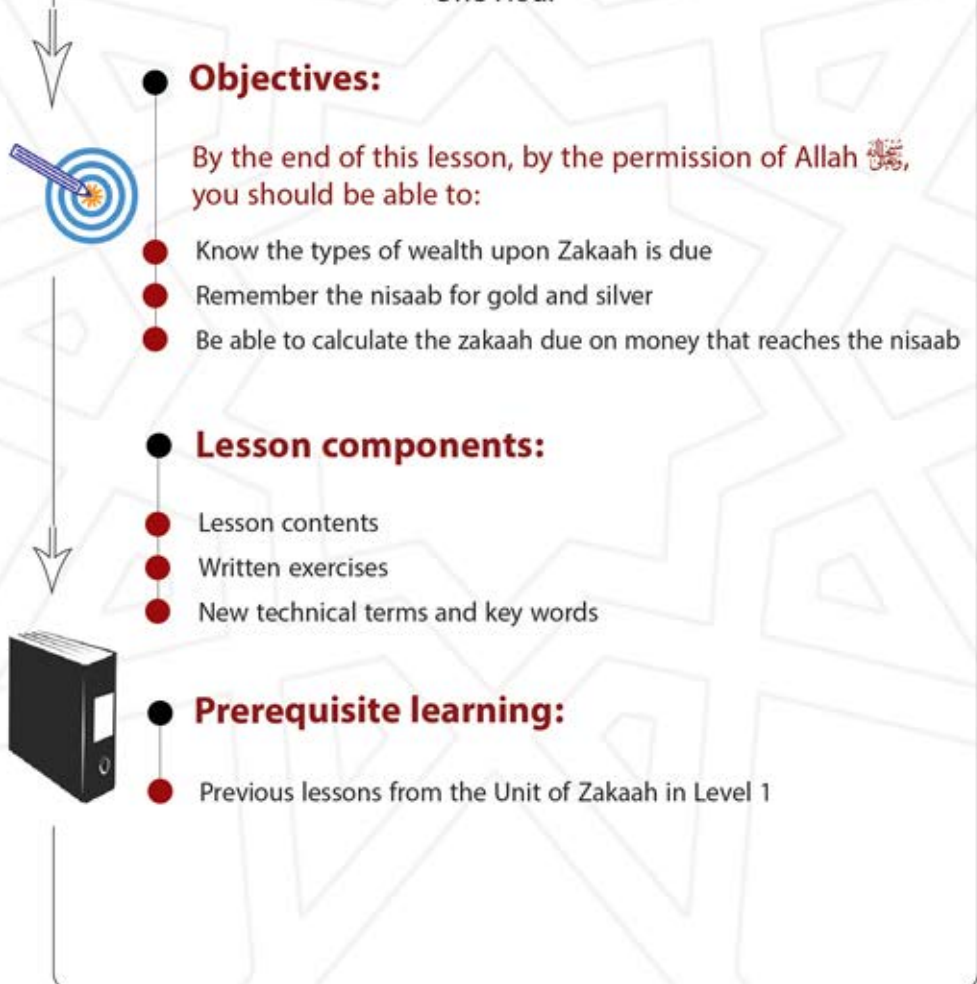 Objectives:
By the end of this lesson, by the permission of Allah ﷻ,
you should be able to:
Know the types of wealth upon Zakaah is due
Remember the nisaab for gold and silver
Be able to calculate the zakaah due on money that reaches the nisaab
Lesson components:
Lesson contents
Written exercises
New technical terms and key words
Prerequisite learning:
Previous lessons from the Unit of Zakaah in Level 1